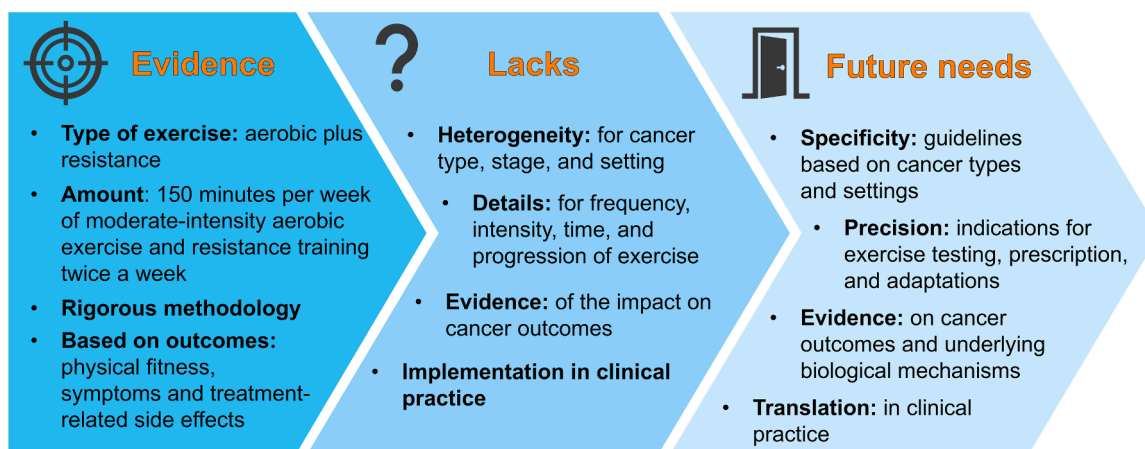 Evidence
• Type of exercise: aerobic plus
resistance
• Amount: 150 minutes per week
of moderate-intensity aerobic
exercise and resistance training
twice a week
• Rigorous methodology
• Based on outcomes:
physical fitness,
symptoms and treatment-
related side effects
Lacks
• Heterogeneity: for cancer
type, stage, and setting
• Details: for frequency,
intensity, time, and
progression of exercise
• Evidence: of the impact on
cancer outcomes
• Implementation in clinical
practice
Future needs
• Specificity: guidelines
based on cancer types
and settings
• Precision: indications for
exercise testing, prescription,
and adaptations
• Evidence: on cancer
outcomes and underlying
biological mechanisms
• Translation: in clinical
practice